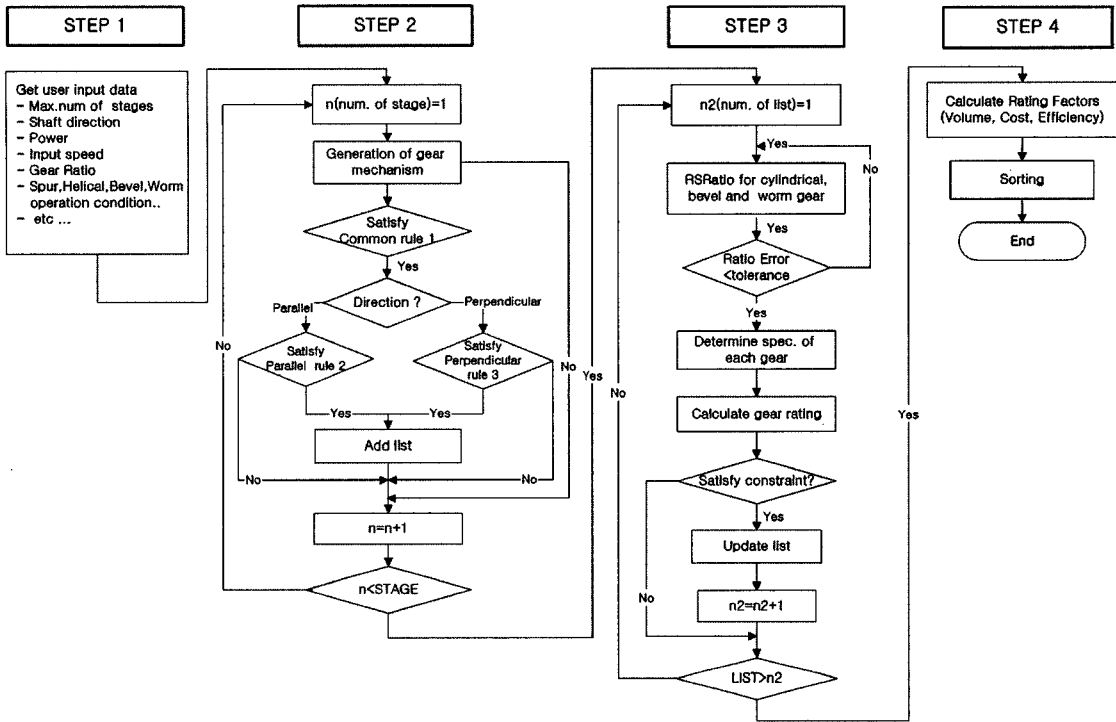 STEP 1
Get user input data
- Max.num of stages
- Shaft direction
- Power
- Input speed
- Gear Ratio
- Spur,Helical,Bevel,Worm
operation condition..
- etc ...
STEP 2
n(num. of stage)=1
Generation of gear
mechanism
Satisfy
Common rule 1
Yes
Direction ?
Parallel
Perpendicular
Satisfy
Parallel rule 2
Satisfy
Perpendicular
rule 3
No
No
Yes
Yes
Yes
Add list
No
No
n=n+1
n<STAGE
STEP 3
n2(num. of list)=1
Yes
RSRatio for cylindrical,
bevel and worm gear
No
Yes
Ratio Error
<tolerance
Yes
Determine spec. of
each gear
No
Calculate gear rating
Satisfy constraint?
Yes
Update list
No
n2=n2+1
LIST>n2
Yes
STEP 4
Calculate Rating Factors
(Volume, Cost, Efficiency)
Sorting
End